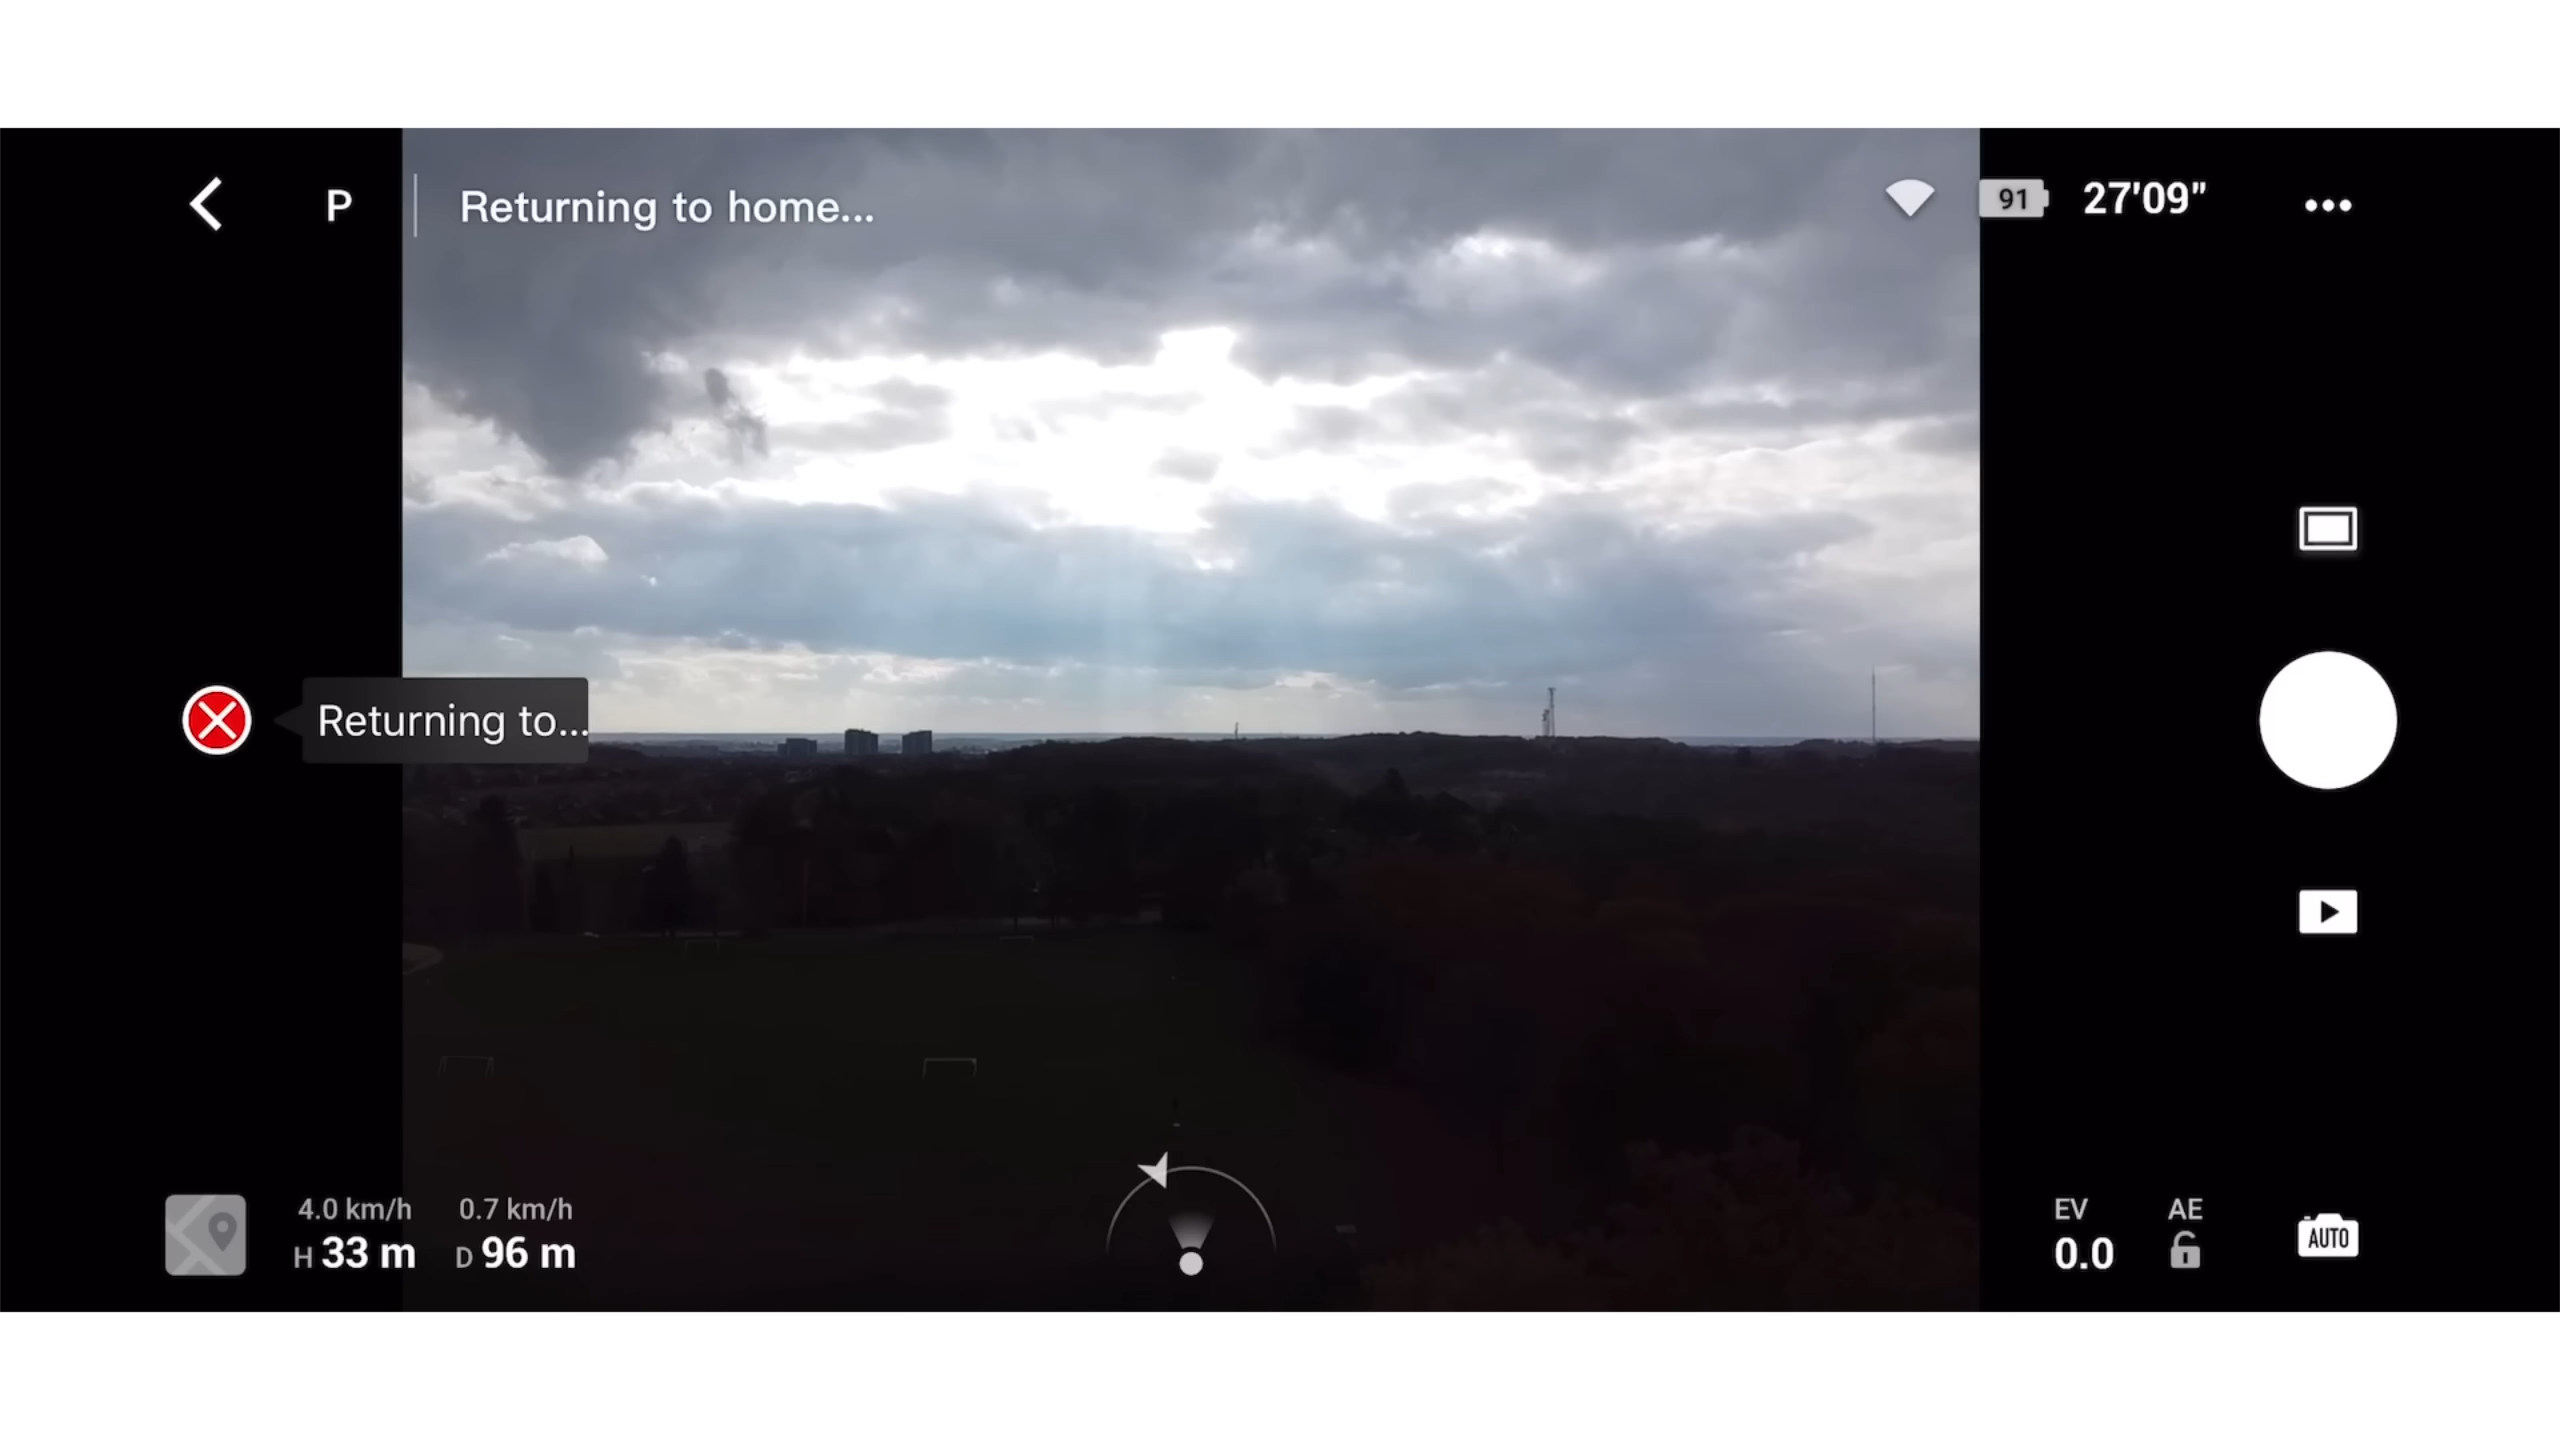 P
Returning to home...
91
27'09”
Returning to...
4.0 km/h 0.7 km/h
H 33 m D 96 m
EV AE
0.0
AUTO